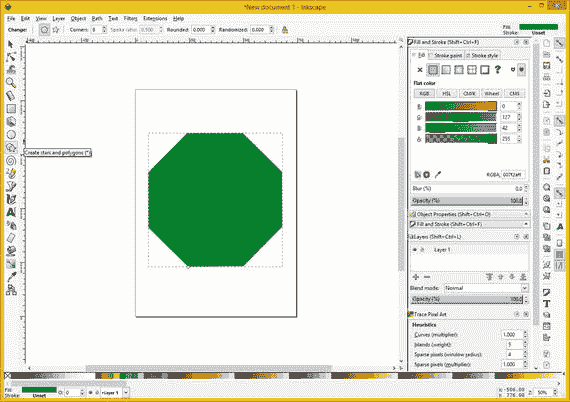 *New document 1 - Inkscape
File Edit View Layer Object Path Text Filters Extensions Help
Change: Corners: 8 Spoke ratio: 0.500 Rounded: 0.000 Randomized: 0.000
Fill:
Stroke: Unset
Create stars and polygons (*)
Fill and Stroke (Shift+Ctrl+F)
Fill Stroke paint Stroke style
Flat color
RGB HSL CMYK Wheel CMS
0
127
42
255
RGBA:
Blur (%) 0.0
Opacity (%) 100.0
Object Properties (Shift+Ctrl+O)
Fill and Stroke (Shift+Ctrl+F)
Layers (Shift+Ctrl+L)
Layer 1
Blend mode: Normal
Opacity (%) 100.0
Trace Pixel Art
Heuristics
Curves (multiplier) 1.000
Islands (weight) 5
Sparse pixels (window radius) 4
Sparse pixels (multiplier) 1.000
Fill:
Stroke: Unset
O: 0
Layer 1
X: -506.00
Y: 776.00
Z: 50%